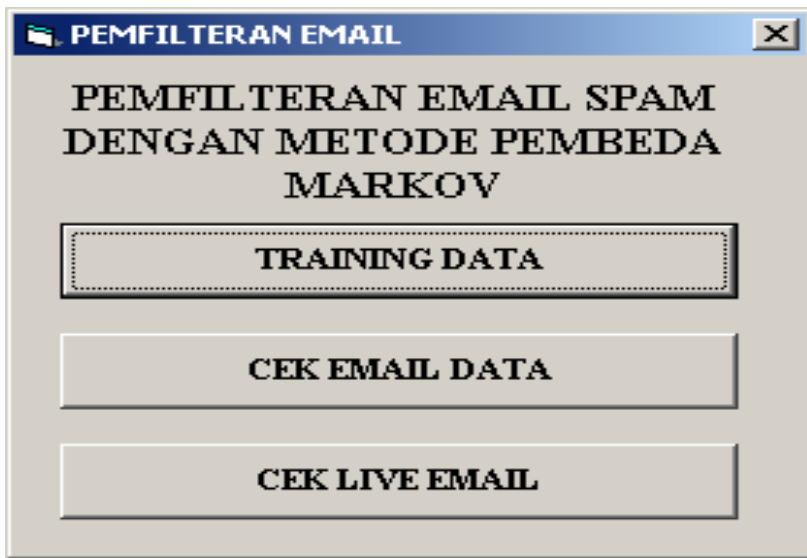 PEMFILTERAN EMAIL
PEMFILTERAN EMAIL SPAM
DENGAN METODE PEMBEDA
MARKOV
TRAINING DATA
CEK EMAIL DATA
CEK LIVE EMAIL